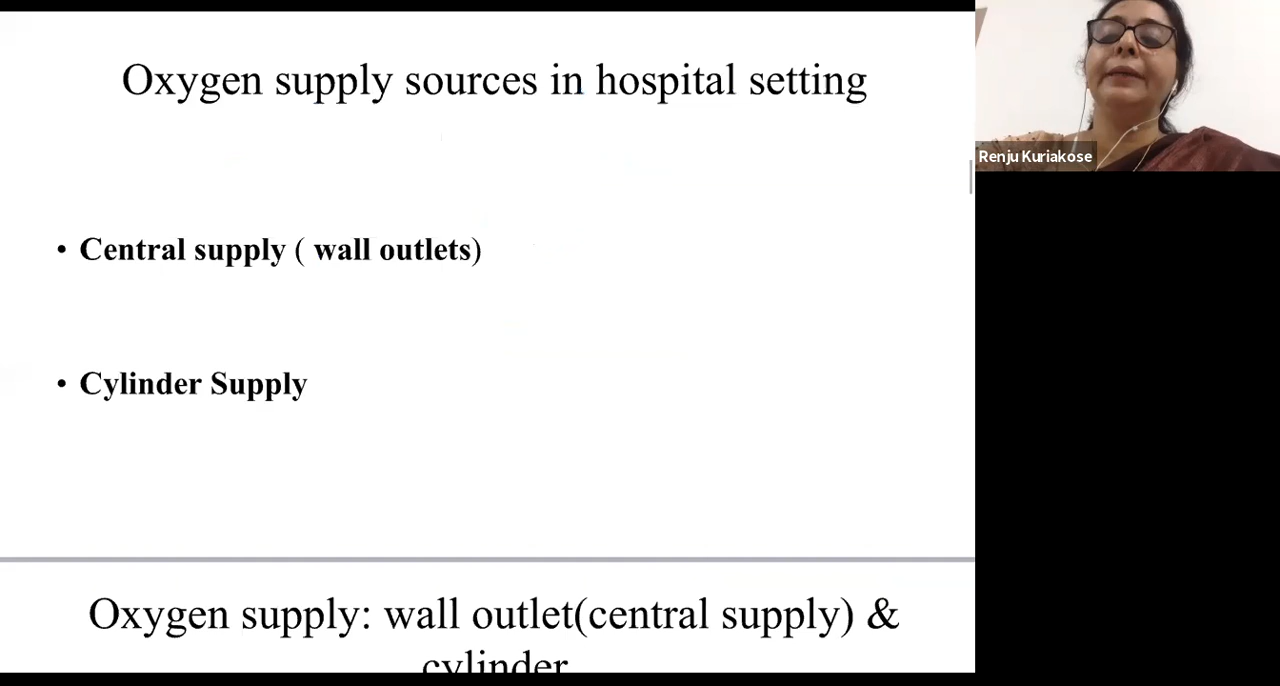 Oxygen supply sources in hospital setting
• Central supply ( wall outlets)
• Cylinder Supply
Oxygen supply: wall outlet(central supply) &
cylinder
Renju Kuriakose